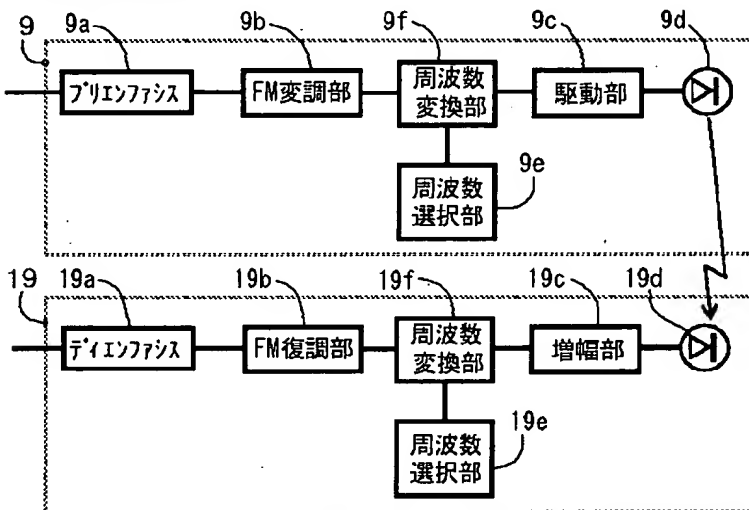 9
9a
9b
9f
9c
9d
ﾌﾟﾘｴﾝﾌｧｼｽ
FM変調部
周波数
変換部
駆動部
周波数
選択部
9e
19
19a
19b
19f
19c
19d
ﾃﾞｨｴﾝﾌｧｼｽ
FM復調部
周波数
変換部
増幅部
周波数
選択部
19e